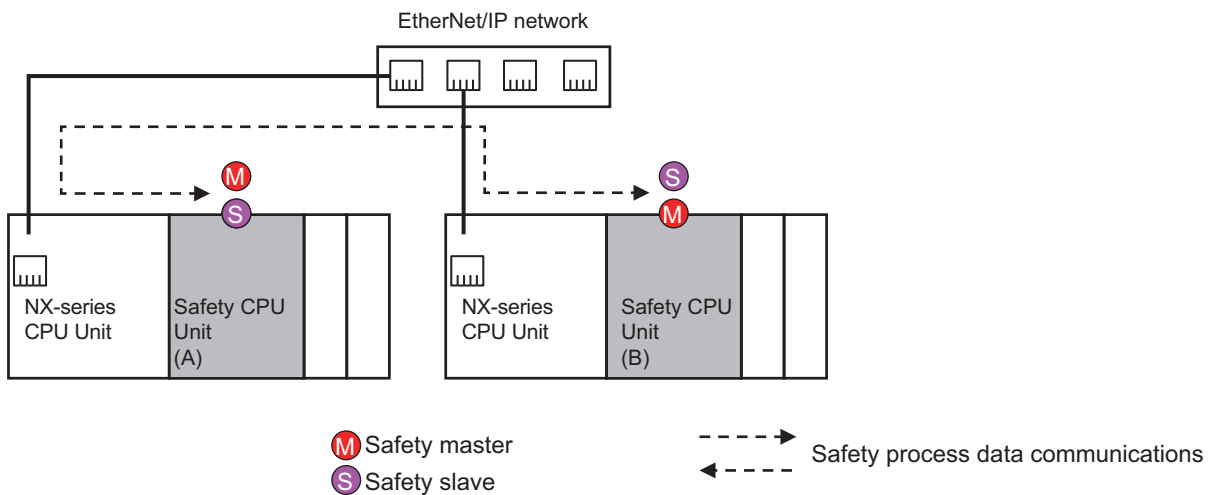 EtherNet/IP network
M
S
S
M
NX-series
CPU Unit
Safety CPU
Unit
(A)
NX-series
CPU Unit
Safety CPU
Unit
(B)
M Safety master
S Safety slave
Safety process data communications